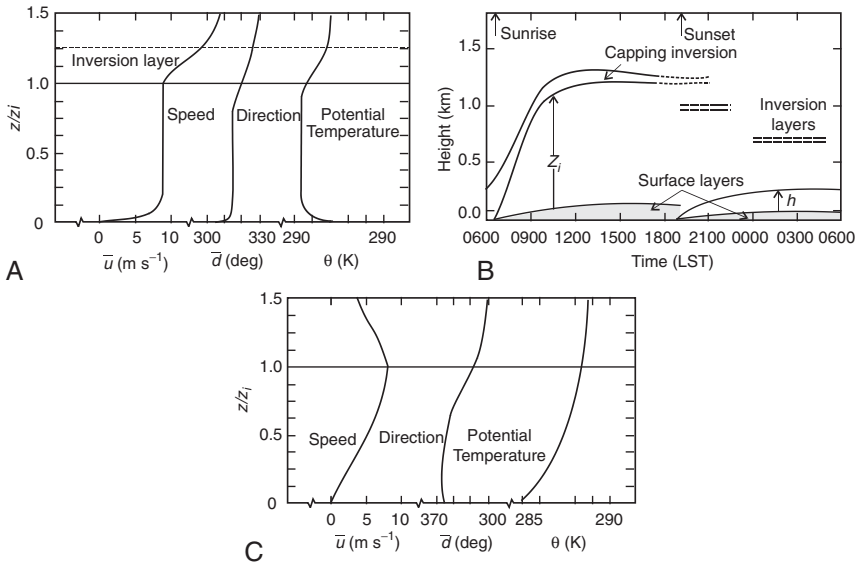 1.5
Inversion layer
1.0
Speed
Direction
Potential
Temperature
z/zi
0.5
0
0 5 10 300 330 290 290
u̅ (m s⁻¹) d̅ (deg) θ (K)
A
1.5
Sunrise
Sunset
Capping inversion
1.0
Inversion
layers
Height (km)
0.5
Zi
Surface layers
h
0.0
0600 0900 1200 1500 1800 2100 0000 0300 0600
Time (LST)
B
1.5
1.0
z/zi
0.5
Speed
Direction
Potential
Temperature
0
0 5 10 370 300 285 290
u̅ (m s⁻¹) d̅ (deg) θ (K)
C